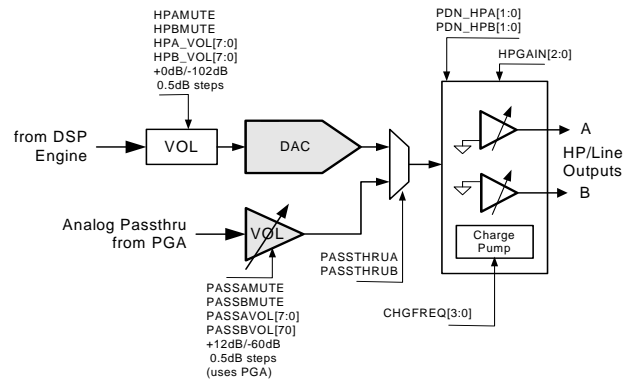 HPAMUTE
HPBMUTE
HPA_VOL[7:0]
HPB_VOL[7:0]
+0dB/-102dB
0.5dB steps
PDN_HPA[1:0]
PDN_HPB[1:0]
HPGAIN[2:0]
from DSP
Engine
VOL
DAC
A
HP/Line
Outputs
B
Analog Passthru
from PGA
VOL
Charge
Pump
PASSTHRUA
PASSTHRUB
PASSAMUTE
PASSBMUTE
PASSAVOL[7:0]
PASSBVOL[70]
+12dB/-60dB
0.5dB steps
(uses PGA)
CHGFREQ[3:0]